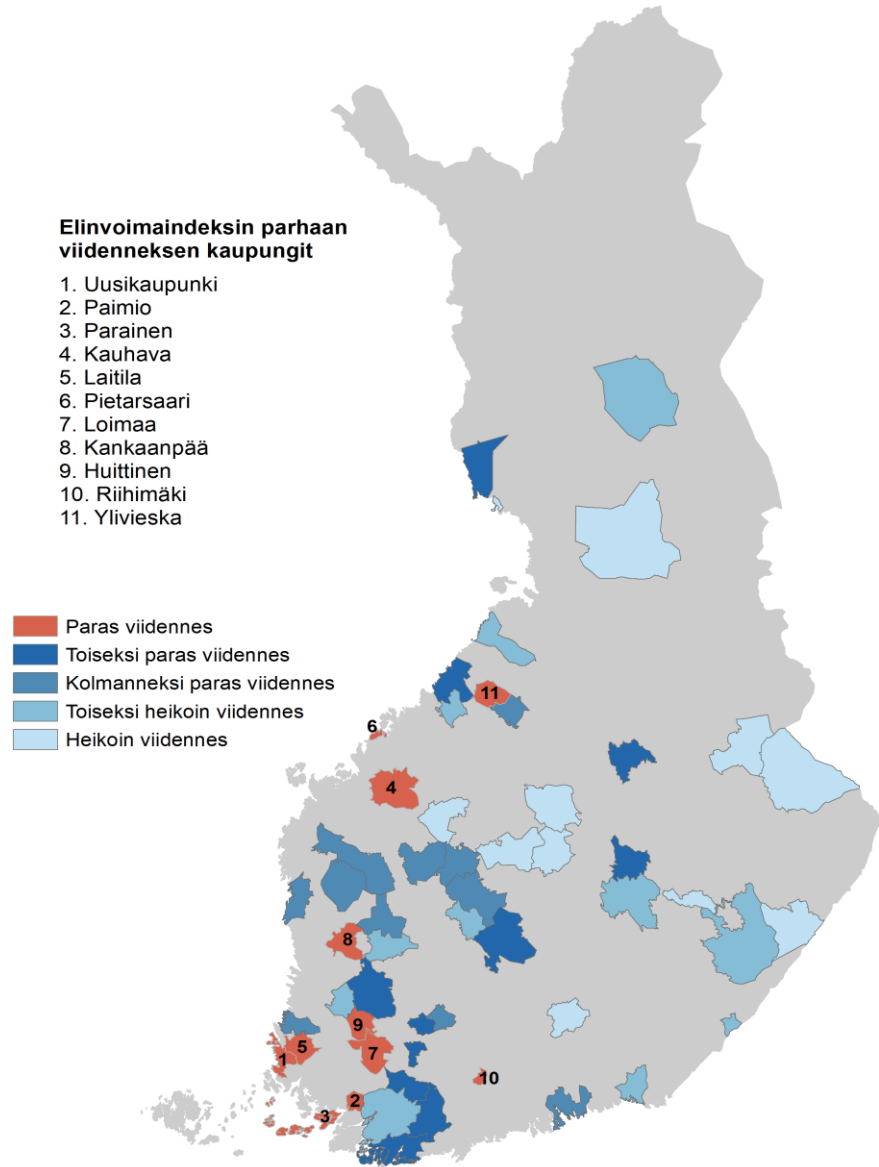 Elinvoimaindeksin parhaan
viidenneksen kaupungit
1. Uusikaupunki
2. Paimio
3. Parainen
4. Kauhava
5. Laitila
6. Pietarsaari
7. Loimaa
8. Kankaanpää
9. Huittinen
10. Riihimäki
11. Ylivieska
Paras viidennes
Toiseksi paras viidennes
Kolmanneksi paras viidennes
Toiseksi heikoin viidennes
Heikoin viidennes
11
6
4
8
9
5
1
7
10
2
3